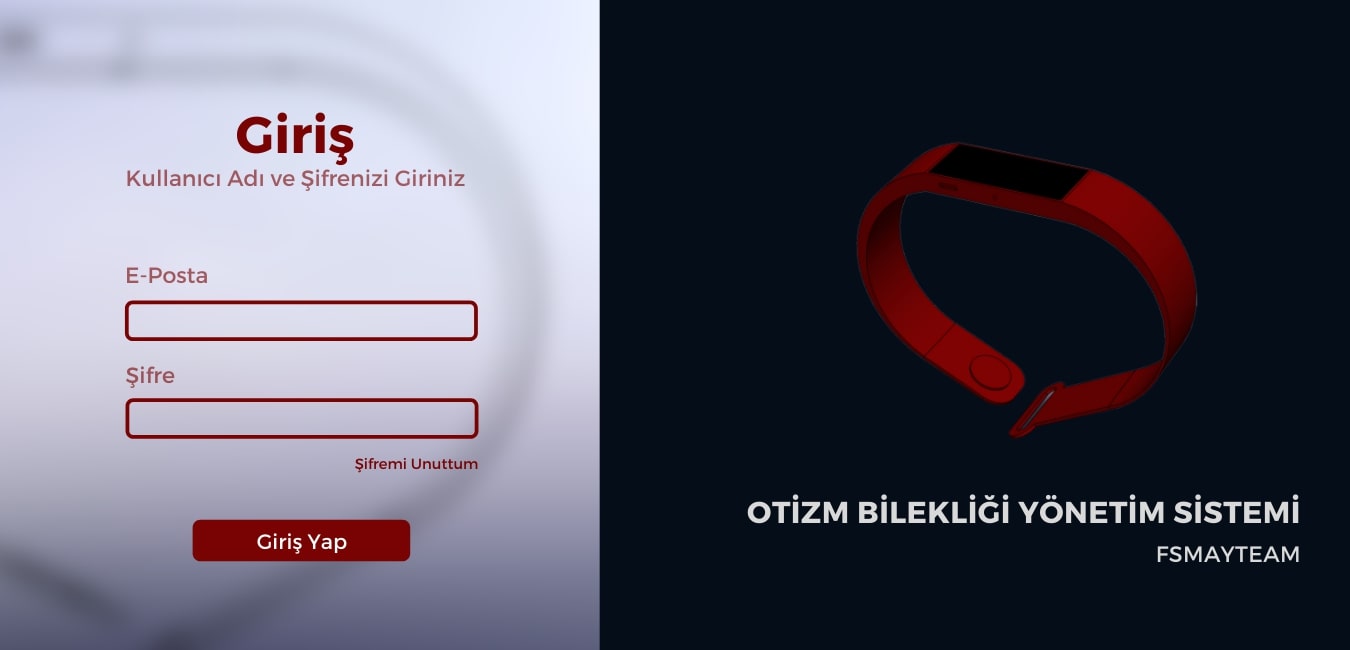 Giriş
Kullanıcı Adı ve Şifrenizi Giriniz
E-Posta
Şifre
Şifremi Unuttum
Giriş Yap
OTİZM BİLEKLİĞİ YÖNETİM SİSTEMİ
FSMAYTEAM